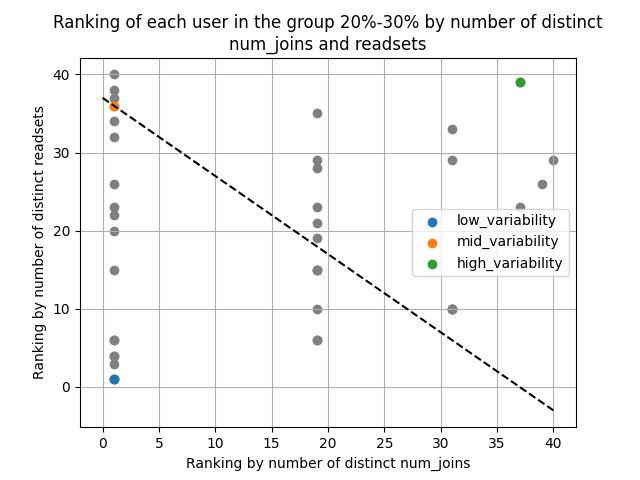 Ranking of each user in the group 20%-30% by number of distinct
num_joins and readsets
Ranking by number of distinct readsets
40
30
20
10
0
low_variability
mid_variability
high_variability
0
5
10
15
20
25
30
35
40
Ranking by number of distinct num_joins